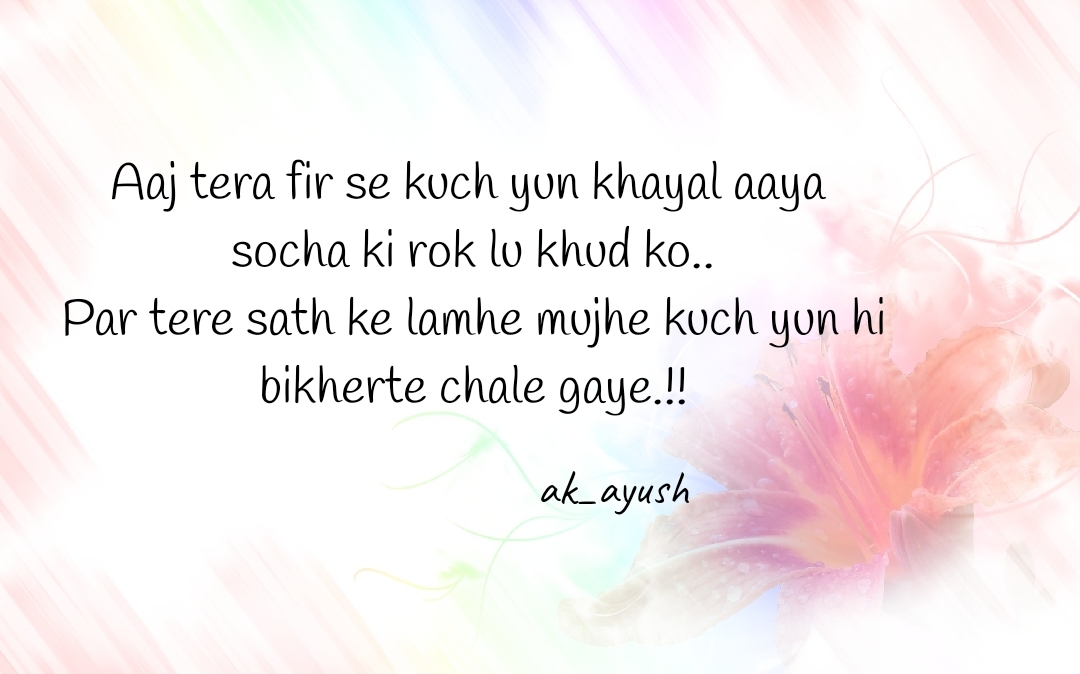 Aaj tera fir se kuch yun khayal aaya
socha ki rok lu khud ko..
Par tere sath ke lamhe mujhe kuch yun hi
bikherte chale gaye.!!
ak_ayush